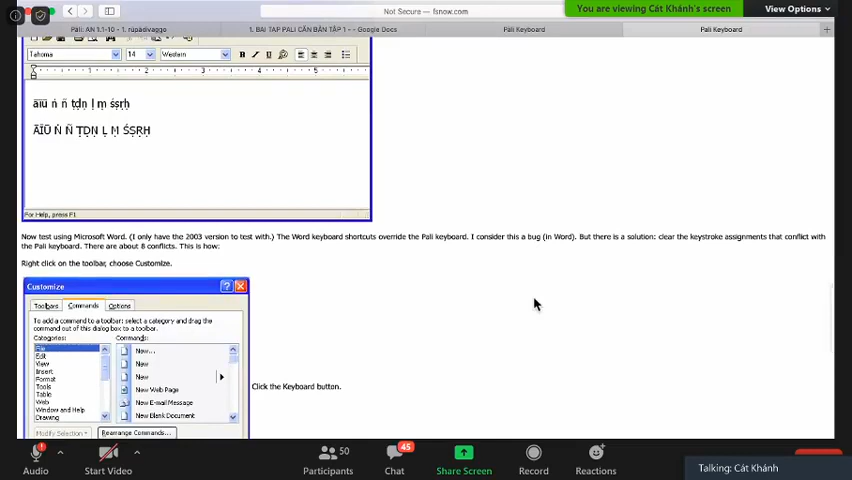 Not Secure — fsnow.com
You are viewing Cát Khánh's screen
View Options
Pāli: AN 1.1-10 - 1. rūpādivaggo
1. BÀI TẬP PALI CĂN BẢN TẬP 1 - - Google Docs
Pali Keyboard
Pali Keyboard
Tahoma
14
Western
B I U
1 2 3 4 5
āīū ṅ ñ ṭḍṇ ḷ ṃ śṣṛḥ
ĀĪŪ Ṅ Ñ ṬḌṆ Ḷ Ṃ ŚṢṚḤ
For Help, press F1
Now test using Microsoft Word. (I only have the 2003 version to test with.) The Word keyboard shortcuts override the Pali keyboard. I consider this a bug (in Word). But there is a solution: clear the keystroke assignments that conflict with
the Pali keyboard. There are about 8 conflicts. This is how:
Right click on the toolbar, choose Customize.
Customize
Toolbars Commands Options
To add a command to a toolbar: select a category and drag the
command out of this dialog box to a toolbar.
Categories: Commands:
File
Edit
View
Insert
Format
Tools
Table
Web
Window and Help
Drawing
New...
New
New
New Web Page
New E-mail Message
New Blank Document
Click the Keyboard button.
Modify Selection
Rearrange Commands...
50
45
Audio
Start Video
Participants
Chat
Share Screen
Record
Reactions
Talking: Cát Khánh